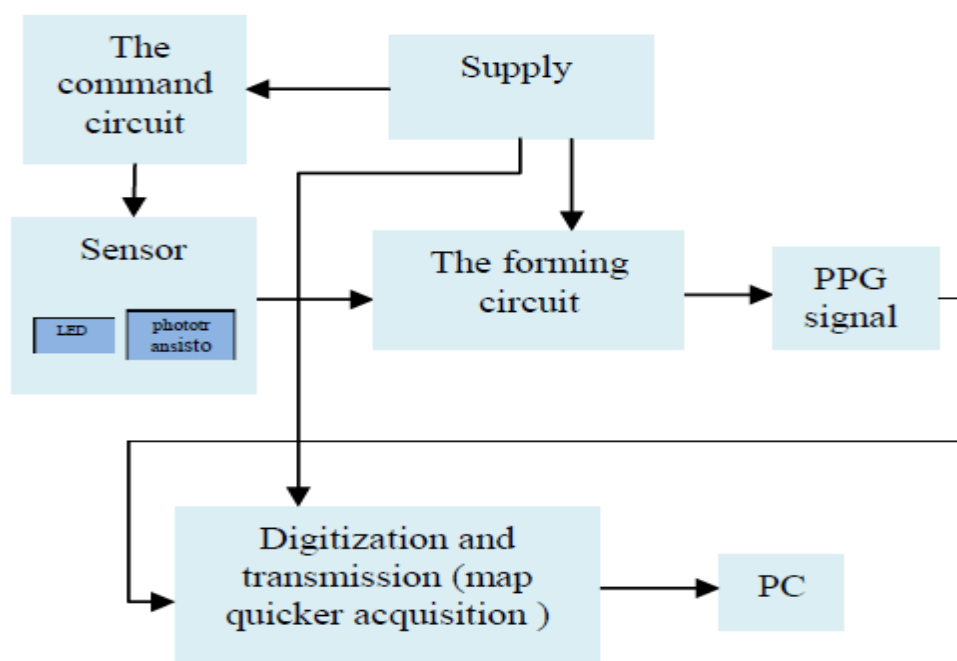 The
command
circuit
Supply
Sensor
LED
phototr
ansisto
The forming
circuit
PPG
signal
Digitization and
transmission (map
quicker acquisition )
PC